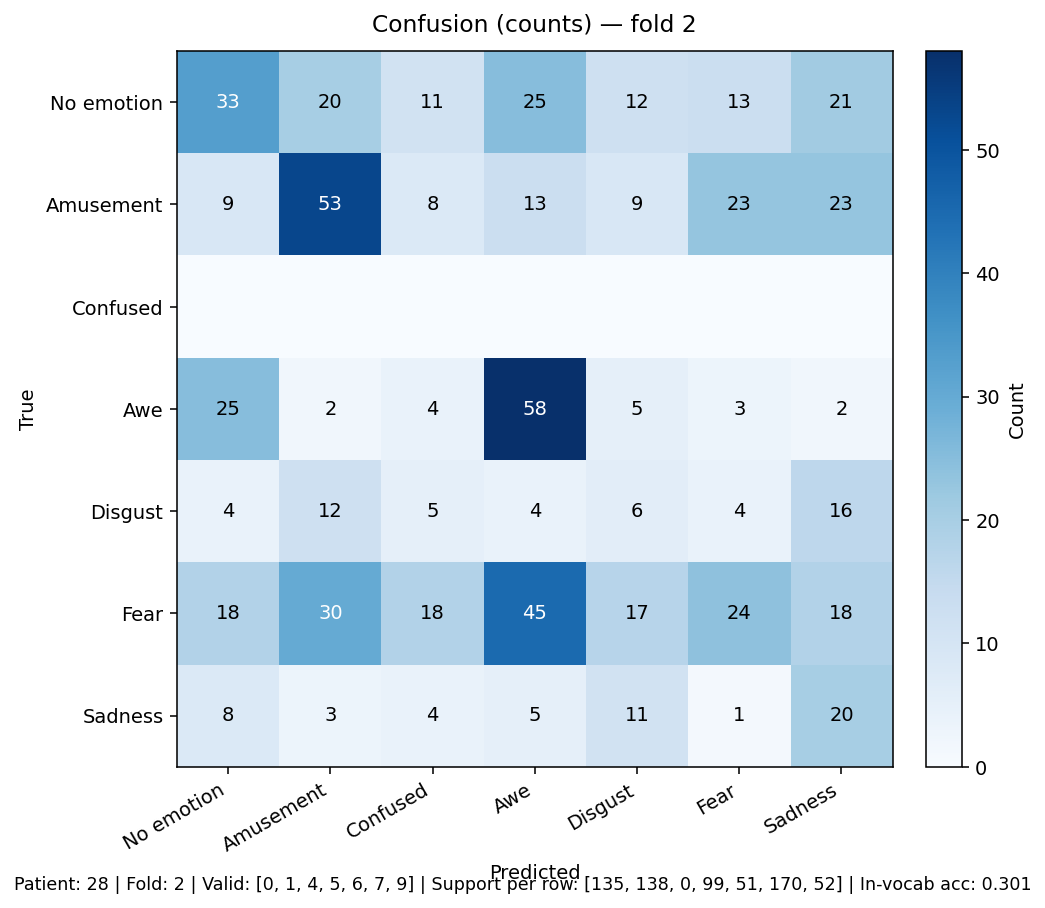 Confusion (counts) — fold 2
No emotion 33 20 11 25 12 13 21
Amusement 9 53 8 13 9 23 23
Confused
Awe 25 2 4 58 5 3 2
Disgust 4 12 5 4 6 4 16
Fear 18 30 18 45 17 24 18
Sadness 8 3 4 5 11 1 20
True
No emotion Amusement Confused Awe Disgust Fear Sadness
Predicted
50
40
30
20
10
0
Count
Patient: 28 | Fold: 2 | Valid: [0, 1, 4, 5, 6, 7, 9] | Support per row: [135, 138, 0, 99, 51, 170, 52] | In-vocab acc: 0.301